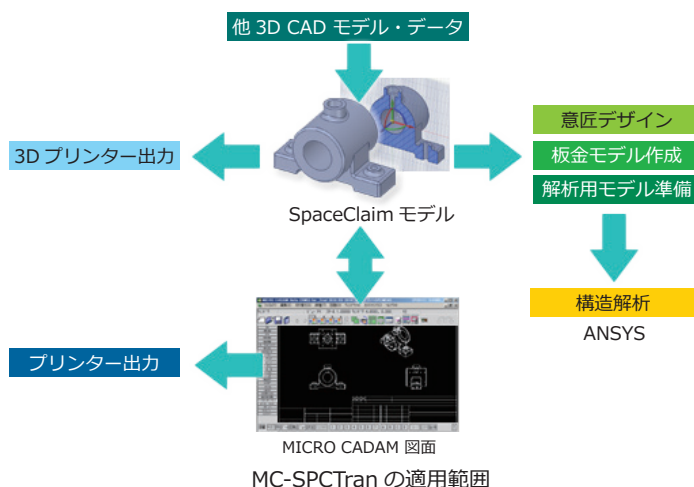 他 3D CAD モデル・データ
意匠デザイン
3D プリンター出力
板金モデル作成
解析用モデル準備
SpaceClaim モデル
構造解析
ANSYS
プリンター出力
MICRO CADAM 図面
MC-SPCTran の適用範囲